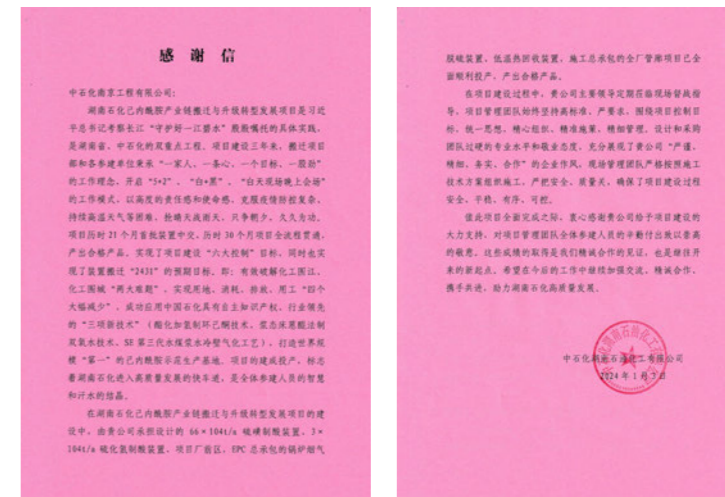 感 谢 信
中石化南京工程有限公司:
湖南石化己内酰胺产业链搬迁与升级转型发展项目是习近
平总书记考察长江“守护好一江碧水”殷殷嘱托的具体实践,
是湖南省、中石化的双重点工程。项目建设三年来,搬迁项目
部和各参建单位秉承“一家人、一条心、一个目标、一股劲”
的工作理念,开启“5+2”、“白+黑”、“白天现场晚上会场”
的工作模式,以高度的责任感和使命感,克服疫情防控复杂、
持续高温天气等困难,抢晴天战雨天,只争朝夕、久久为功。
项目历时21个月首批装置中交,历时30个月项目全流程贯通、
产出合格产品,实现了项目建设“六大控制”目标,同时也实
现了装置搬迁“2431”的预期目标,即:有效破解化工围江、
化工围城“两大难题”,实现用地、消耗、排放、用工“四个
大幅减少”,成功应用中国石化具有自主知识产权、行业领先
的“三项新技术”(酯化加氢制环己酮技术、浆态床蒽醌法制
双氧水技术、SE第三代水煤浆水冷壁气化工艺),打造世界规
模“第一”的己内酰胺示范生产基地。项目的建成投产,标志
着湖南石化进入高质量发展的快车道,是全体参建人员的智慧
和汗水的结晶。
在湖南石化己内酰胺产业链搬迁与升级转型发展项目的建
设中,由贵公司承担设计的 66×104t/a 硫磺制酸装置、3×
104t/a 硫化氢制酸装置、项目厂前区,EPC 总承包的锅炉烟气
脱硫装置、低温热回收装置,施工总承包的全厂管廊项目已全
面顺利投产,产出合格产品。
在项目建设过程中,贵公司主要领导定期莅临现场督战指
导,项目管理团队始终坚持高标准、严要求,围绕项目控制目
标,统一思想,精心组织、精准施策、精细管理。设计和采购
团队过硬的专业水平和敬业态度,充分展现了贵公司“严谨、
精细、务实、合作”的企业作风,现场管理团队严格按照施工
技术方案组织施工,严把安全、质量关,确保了项目建设过程
安全、平稳、有序、可控。
值此项目全面完成之际,衷心感谢贵公司给予项目建设的
大力支持,对项目管理团队全体参建人员的辛勤付出致以崇高
的敬意。这些成绩的取得是我们精诚合作的见证,也是继往开
来的新起点。希望在今后的工作中继续加强交流,精诚合作、
携手共进,助力湖南石化高质量发展。
中石化湖南石油化工有限公司
2024年1月3日